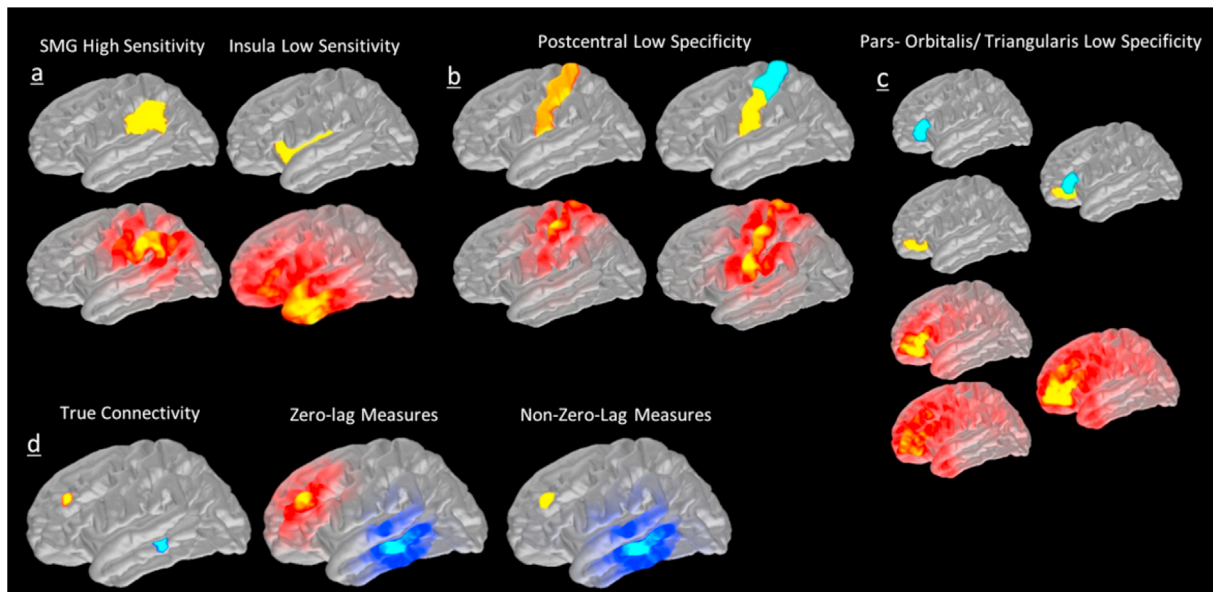 SMG High Sensitivity
Insula Low Sensitivity
Postcentral Low Specificity
Pars- Orbitalis/ Triangularis Low Specificity
a
b
c
True Connectivity
Zero-lag Measures
Non-Zero-Lag Measures
d